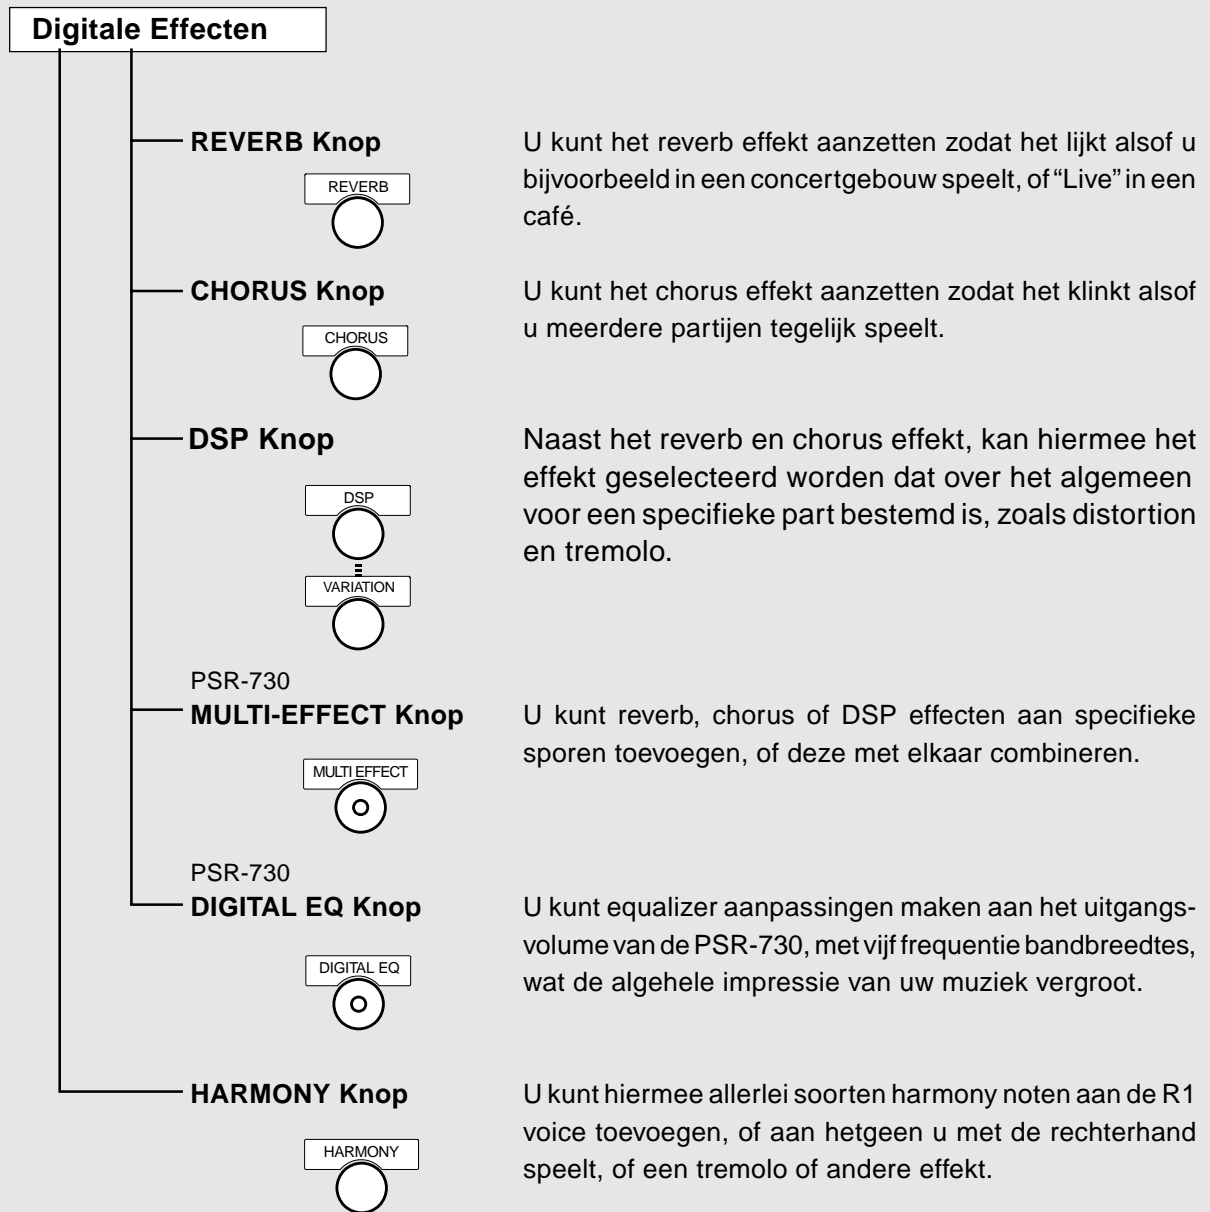 Digitale Effecten
REVERB Knop
REVERB
U kunt het reverb effekt aanzetten zodat het lijkt alsof u
bijvoorbeeld in een concertgebouw speelt, of “Live” in een
café.
CHORUS Knop
CHORUS
U kunt het chorus effekt aanzetten zodat het klinkt alsof
u meerdere partijen tegelijk speelt.
DSP Knop
DSP
VARIATION
Naast het reverb en chorus effekt, kan hiermee het
effekt geselecteerd worden dat over het algemeen
voor een specifieke part bestemd is, zoals distortion
en tremolo.
PSR-730
MULTI-EFFECT Knop
MULTI EFFECT
U kunt reverb, chorus of DSP effecten aan specifieke
sporen toevoegen, of deze met elkaar combineren.
PSR-730
DIGITAL EQ Knop
DIGITAL EQ
U kunt equalizer aanpassingen maken aan het uitgangs-
volume van de PSR-730, met vijf frequentie bandbreedtes,
wat de algehele impressie van uw muziek vergroot.
HARMONY Knop
HARMONY
U kunt hiermee allerlei soorten harmony noten aan de R1
voice toevoegen, of aan hetgeen u met de rechterhand
speelt, of een tremolo of andere effekt.